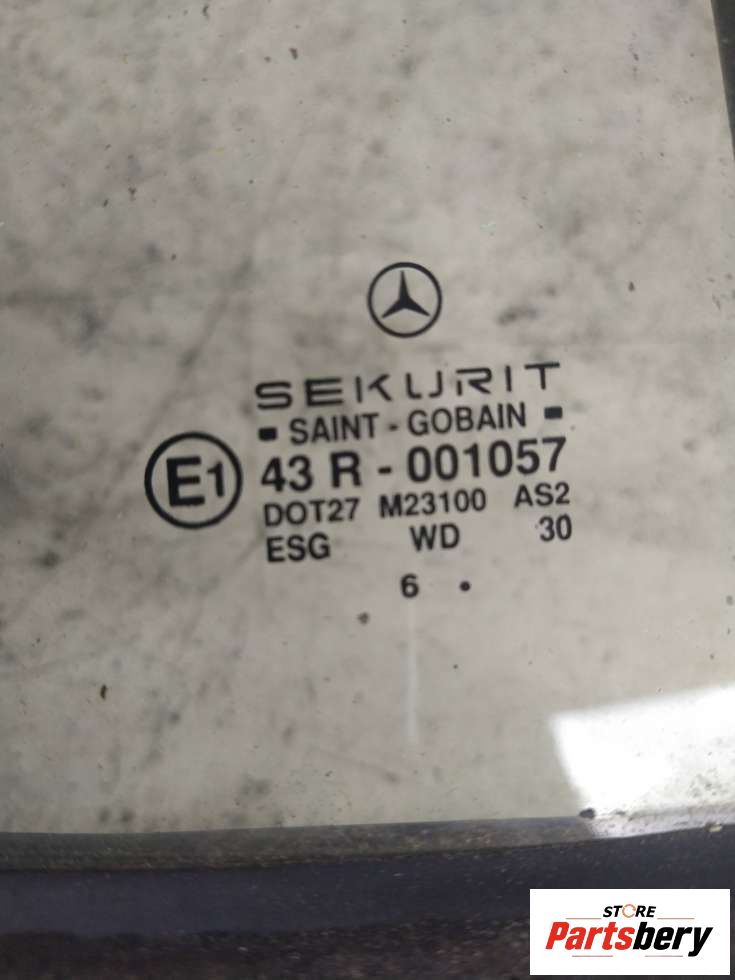 SEKURIT
SAINT - GOBAIN
E1 43 R - 001057
DOT27 M23100 AS2
ESG WD 30
6 .
STORE
Partsbery